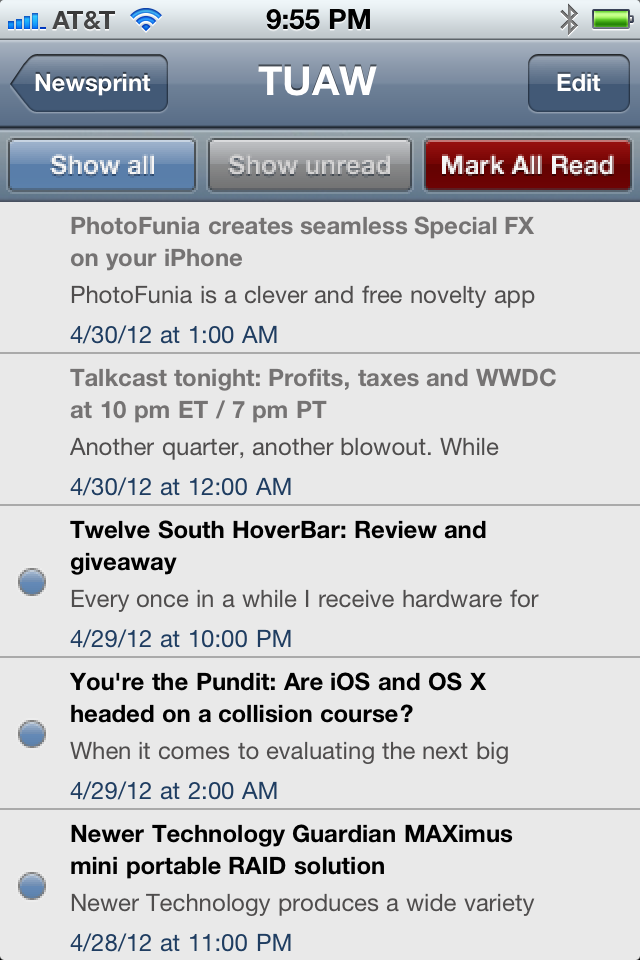 AT&T 9:55 PM
Newsprint TUAW Edit
Show all Show unread Mark All Read
PhotoFunia creates seamless Special FX
on your iPhone
PhotoFunia is a clever and free novelty app
4/30/12 at 1:00 AM
Talkcast tonight: Profits, taxes and WWDC
at 10 pm ET / 7 pm PT
Another quarter, another blowout. While
4/30/12 at 12:00 AM
Twelve South HoverBar: Review and
giveaway
Every once in a while I receive hardware for
4/29/12 at 10:00 PM
You're the Pundit: Are iOS and OS X
headed on a collision course?
When it comes to evaluating the next big
4/29/12 at 2:00 AM
Newer Technology Guardian MAXimus
mini portable RAID solution
Newer Technology produces a wide variety
4/28/12 at 11:00 PM